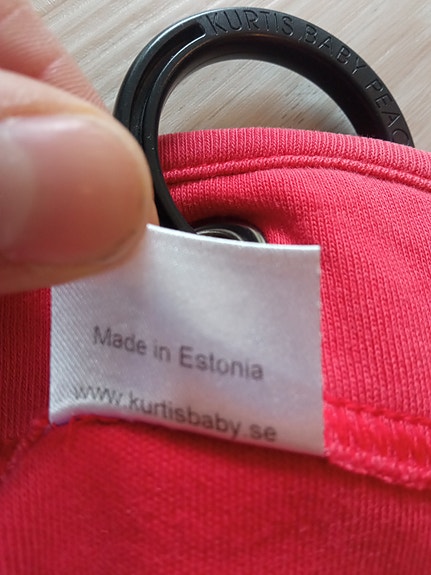 KURTIS.BABY PEAC
Made in Estonia
www.kurtisbaby.se